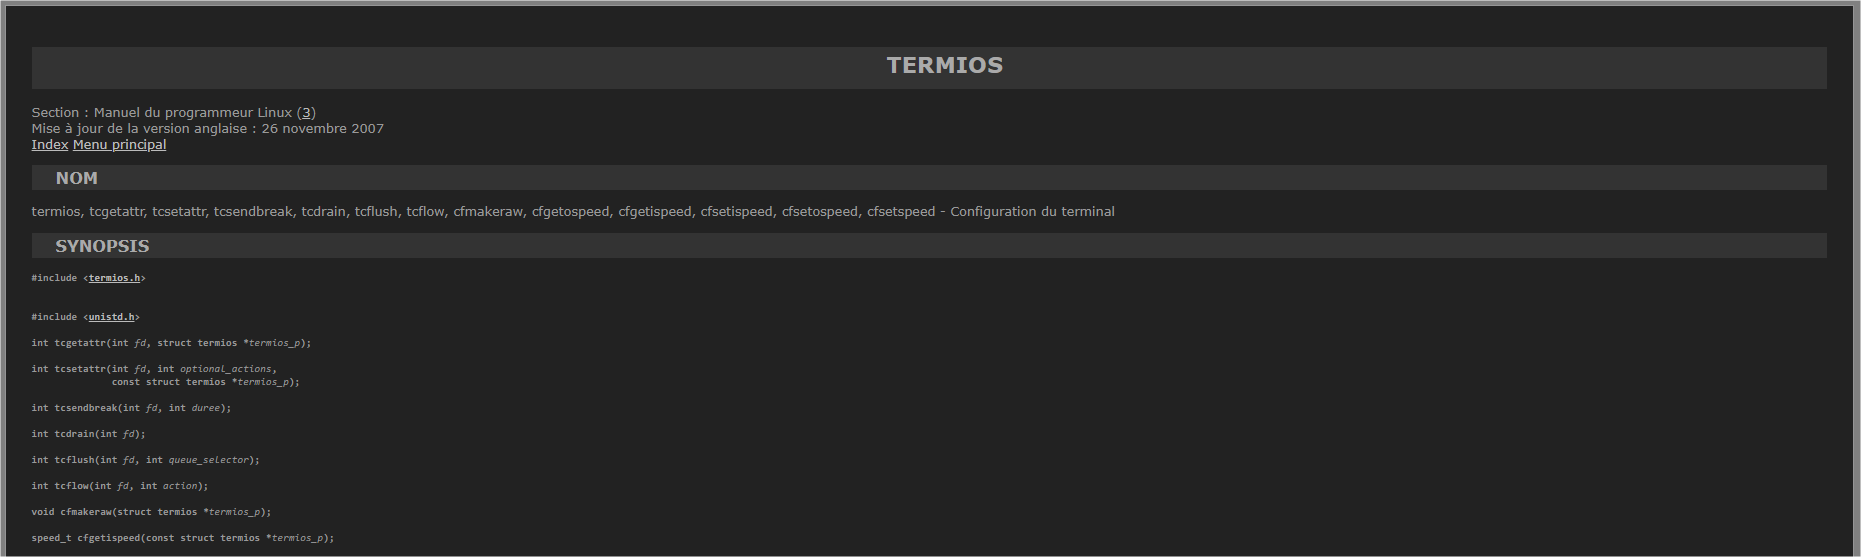 TERMIOS
Section : Manuel du programmeur Linux (3)
Mise à jour de la version anglaise : 26 novembre 2007
Index Menu principal
NOM
termios, tcgetattr, tcsetattr, tcsendbreak, tcdrain, tcflush, tcflow, cfmakeraw, cfgetospeed, cfgetispeed, cfsetispeed, cfsetospeed, cfsetspeed - Configuration du terminal
SYNOPSIS
#include <termios.h>
#include <unistd.h>
int tcgetattr(int fd, struct termios *termios_p);
int tcsetattr(int fd, int optional_actions,
const struct termios *termios_p);
int tcsendbreak(int fd, int duree);
int tcdrain(int fd);
int tcflush(int fd, int queue_selector);
int tcflow(int fd, int action);
void cfmakeraw(struct termios *termios_p);
speed_t cfgetispeed(const struct termios *termios_p);